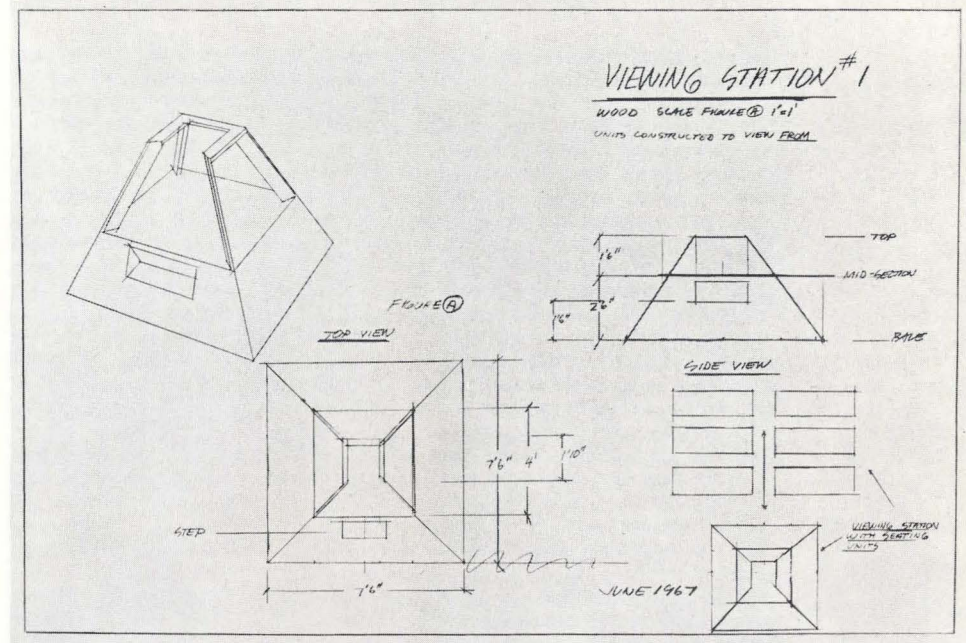 VIEWING STATION #1
WOOD SCALE FIGURE Ⓐ 1"=1'
UNITS CONSTRUCTED TO VIEW FROM
TOP
1'6"
MID-SECTION
2'6"
1'6"
BASE
SIDE VIEW
FIGURE Ⓐ
TOP VIEW
7'6"
4'
1'10"
STEP
7'6"
VIEWING STATION
WITH SEATING
UNITS
JUNE 1967